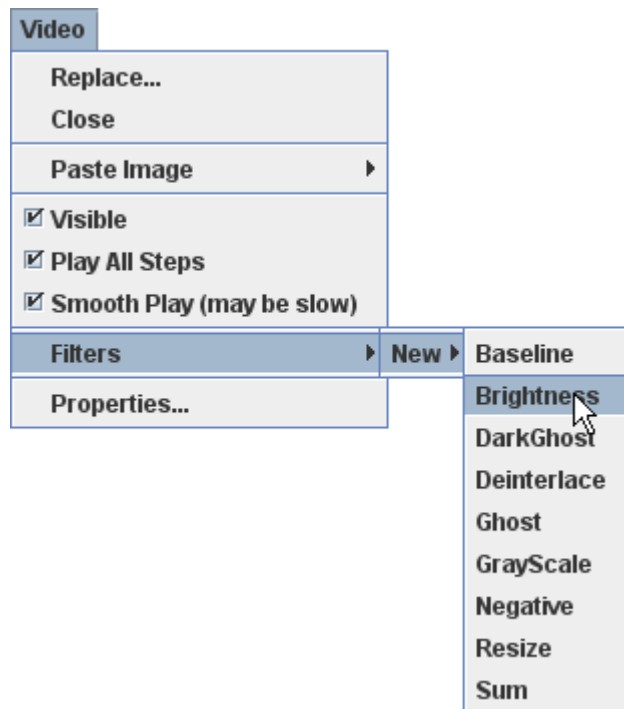 Video
Replace...
Close
Paste Image
Visible
Play All Steps
Smooth Play (may be slow)
Filters
New
Baseline
Brightness
DarkGhost
Deinterlace
Ghost
GrayScale
Negative
Resize
Sum
Properties...